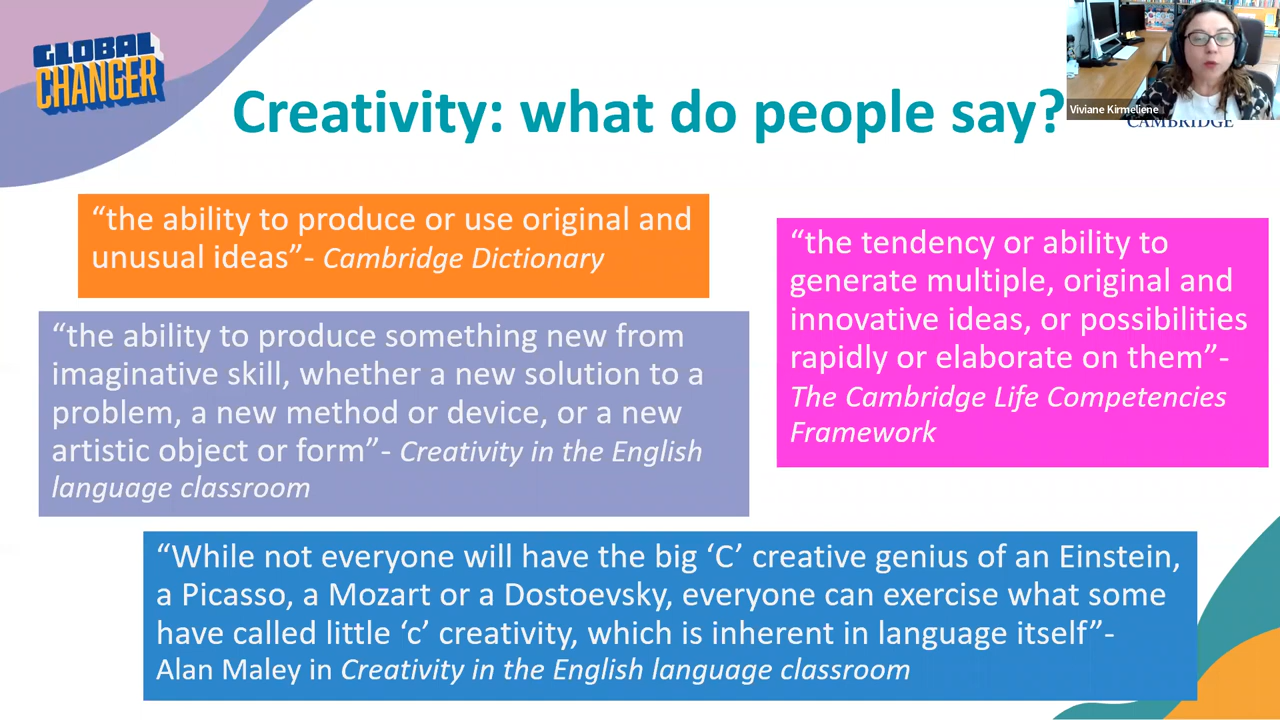 GLOBAL
CHANGER
Creativity: what do people say?
Viviane Kirmeliene
CAMBRIDGE
“the ability to produce or use original and
unusual ideas”- Cambridge Dictionary
“the ability to produce something new from
imaginative skill, whether a new solution to a
problem, a new method or device, or a new
artistic object or form”- Creativity in the English
language classroom
“the tendency or ability to
generate multiple, original and
innovative ideas, or possibilities
rapidly or elaborate on them”-
The Cambridge Life Competencies
Framework
“While not everyone will have the big ‘C’ creative genius of an Einstein,
a Picasso, a Mozart or a Dostoevsky, everyone can exercise what some
have called little ‘c’ creativity, which is inherent in language itself”-
Alan Maley in Creativity in the English language classroom